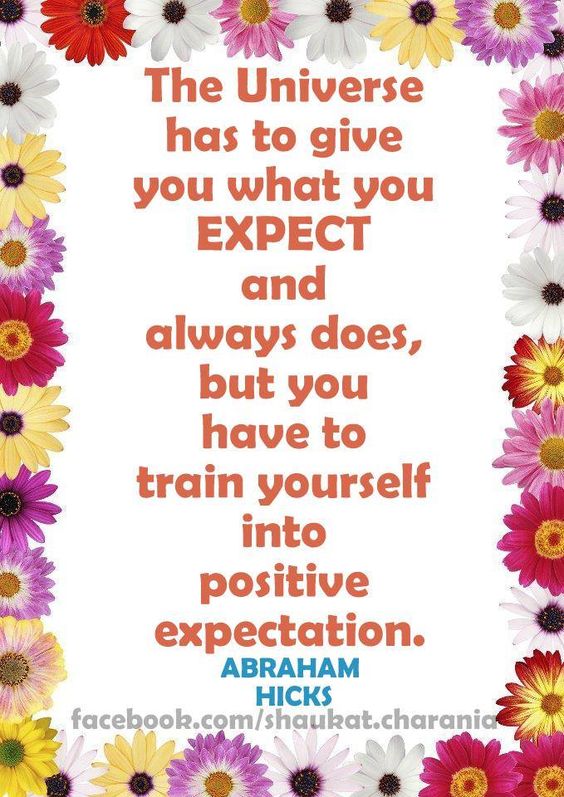 The Universe
has to give
you what you
EXPECT
and
always does,
but you
have to
train yourself
into
positive
expectation.
ABRAHAM
HICKS
facebook.com/shaukat.charania